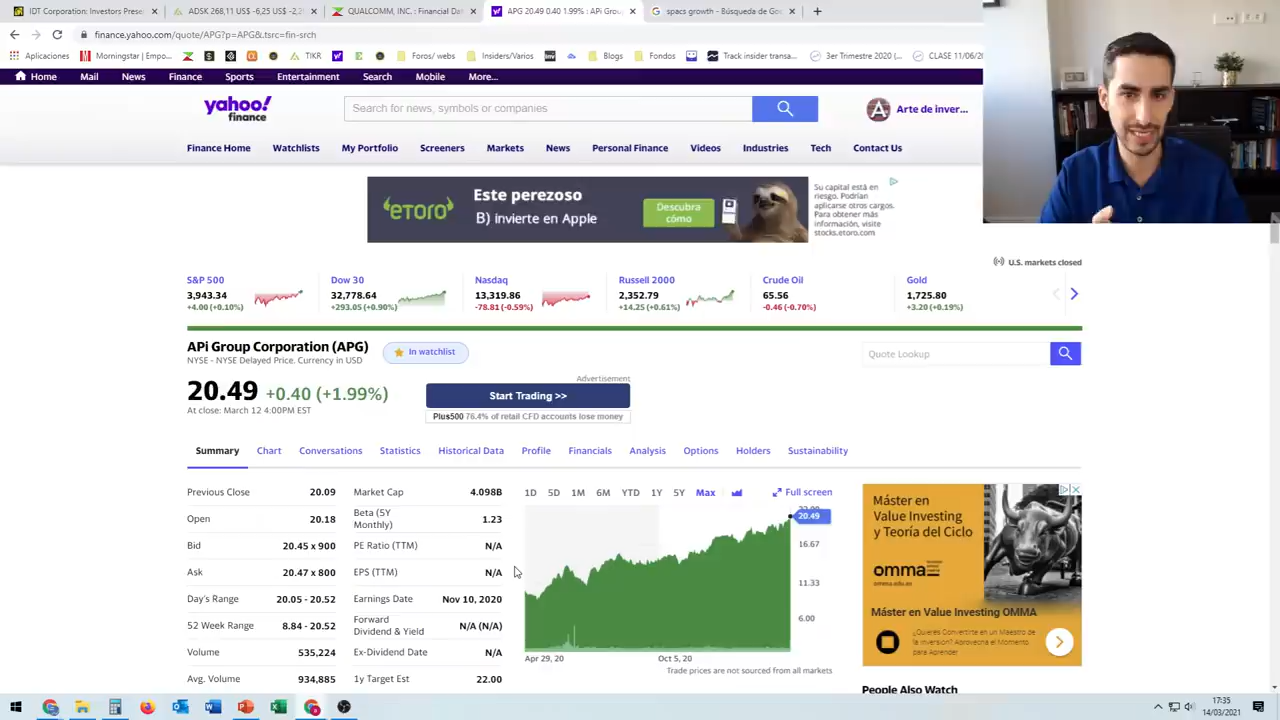 IDT Corporation: Investors Prese
ADSK 268,11 US$ -6,25 US$ -2,
QUALCOMM, INC. : Financial Dat
APG 20.49 0.40 1.99% : APi Grou
spacs growth - Búsqueda de Goo
finance.yahoo.com/quote/APG?p=APG&.tsrc=fin-srch
Aplicaciones
Morningstar | Empo
TIKR
Foros/ webs
Insiders/Varios
Blogs
Fondos
Track insider transa...
3er Trimestre 2020 (...
CLASE 11/06/20
Home Mail News Finance Sports Entertainment Search Mobile More...
yahoo!
finance
Search for news, symbols or companies
Arte de inver...
Finance Home Watchlists My Portfolio Screeners Markets News Personal Finance Videos Industries Tech Contact Us
eToro
Este perezoso
B) invierte en Apple
Descubra
cómo
Su capital está en
riesgo. Podrían
aplicarse otros cargos.
Para obtener más
información, visite
stocks.etoro.com
U.S. markets closed
S&P 500 Dow 30 Nasdaq Russell 2000 Crude Oil Gold
3,943.34 32,778.64 13,319.86 2,352.79 65.56 1,725.80
+4.00 (+0.10%) +293.05 (+0.90%) -78.81 (-0.59%) +14.25 (+0.61%) -0.46 (-0.70%) +3.20 (+0.19%)
APi Group Corporation (APG)
In watchlist
Quote Lookup
NYSE - NYSE Delayed Price. Currency in USD
20.49 +0.40 (+1.99%)
At close: March 12 4:00PM EST
Advertisement
Start Trading >>
Plus500 76.4% of retail CFD accounts lose money
Summary Chart Conversations Statistics Historical Data Profile Financials Analysis Options Holders Sustainability
Previous Close 20.09
Open 20.18
Bid 20.45 x 900
Ask 20.47 x 800
Day's Range 20.05 - 20.52
52 Week Range 8.84 - 20.52
Volume 533,294
Avg. Volume 934,885
Market Cap 4.098B
Beta (5Y
Monthly) 1.23
PE Ratio (TTM) N/A
EPS (TTM) N/A
Earnings Date Nov 10, 2020
Forward
Dividend & Yield N/A (N/A)
Ex-Dividend Date N/A
1y Target Est 22.00
1D 5D 1M 6M YTD 1Y 5Y Max
Full screen
20.49
16.67
11.33
6.00
Apr 29, 20 Oct 5, 20
Trade prices are not sourced from all markets
Máster en
Value Investing
y Teoría del Ciclo
omma
omma.edu.es
Máster en Value Investing OMMA
¿Quieres Convertirte en un Maestro de
la Inversión? Aprovecha el Momento
para Aprender
People Also Watch
17:35
14/03/2021